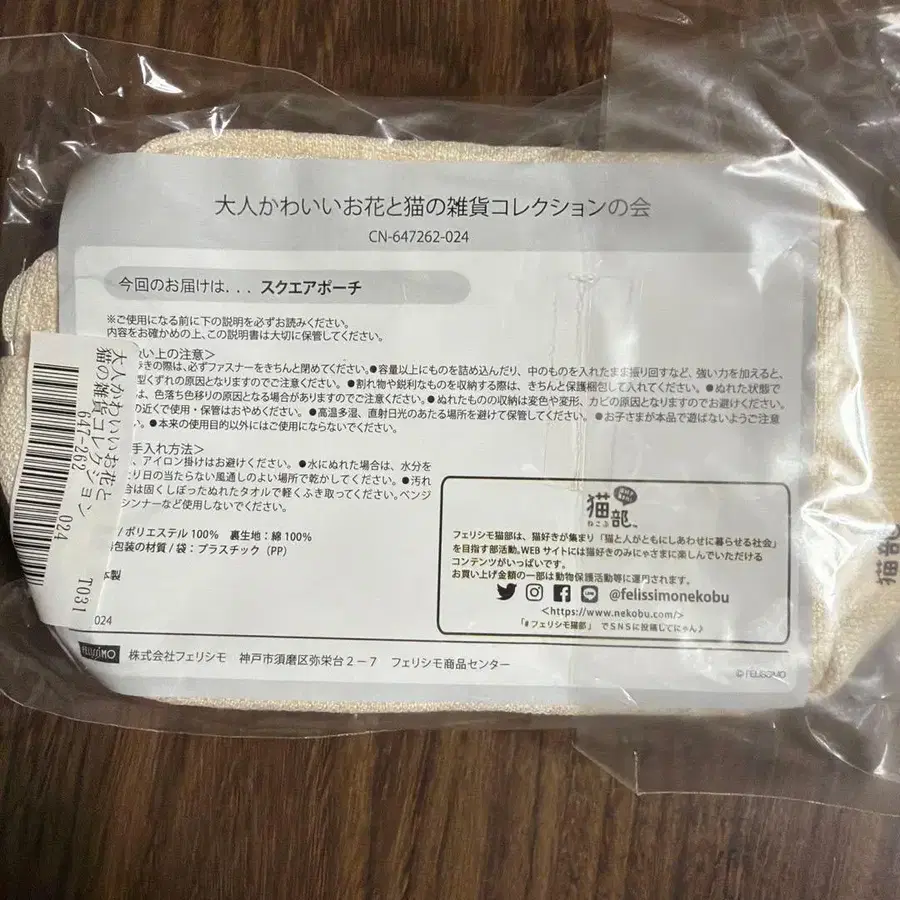 大人かわいいお花と猫の雑貨コレクションの会
CN-647262-024
今回のお届けは... スクエアポーチ
※ご使用になる前に下の説明を必ずお読みください。
内容をお確かめの上、この説明書は大切に保管してください。
い上の注意＞
歩きの際は、必ずファスナーをきちんと閉めてください。●容量以上にものを詰め込んだり、中のものを入れたまま振り回すなど、強い力を加えると、
型くずれの原因となりますのでご注意ください。●割れ物や鋭利なものを収納する際は、きちんと保護梱包して入れてください。●ぬれた状態で
は、色落ち色移りの原因となる場合がありますのでご注意ください。●ぬれたものの収納は変色や変形、カビの原因となりますのでお避けください。
の近くで使用・保管はおやめください。●高温多湿、直射日光のあたる場所を避けて保管してください。●お子さまが本品で遊ばないようご注意
い。●本来の使用目的以外にはご使用にならないでください。
手入れ方法＞
、アイロン掛けはお避けください。●水にぬれた場合は、水分を
り日の当たらない風通しのよい場所で乾かしてください。●汚れ
合は固くしぼったぬれたタオルで軽くふき取ってください。ベンジ
シンナーなど使用しないでください。
/ ポリエステル100% 裏生地：綿100%
包装の材質 / 袋：プラスチック（PP）
製
024
大人かわいいお花と
猫の雑貨コレクション
647-262 024
T031
猫部™
ねこぶ
フェリシモ猫部は、猫好きが集まり「猫と人がともにしあわせに暮らせる社会」
を目指す部活動。WEBサイトには猫好きのみにゃさまに楽しんでいただける
コンテンツがいっぱいです。
お買い上げ金額の一部は動物保護活動等に運用されます。
@felissimonekobu
<https://www.nekobu.com/>
「#フェリシモ猫部」でSNSに投稿してにゃん♪
FELISSIMO 株式会社フェリシモ 神戸市須磨区弥栄台2-7 フェリシモ商品センター
© FELISSIMO
猫部